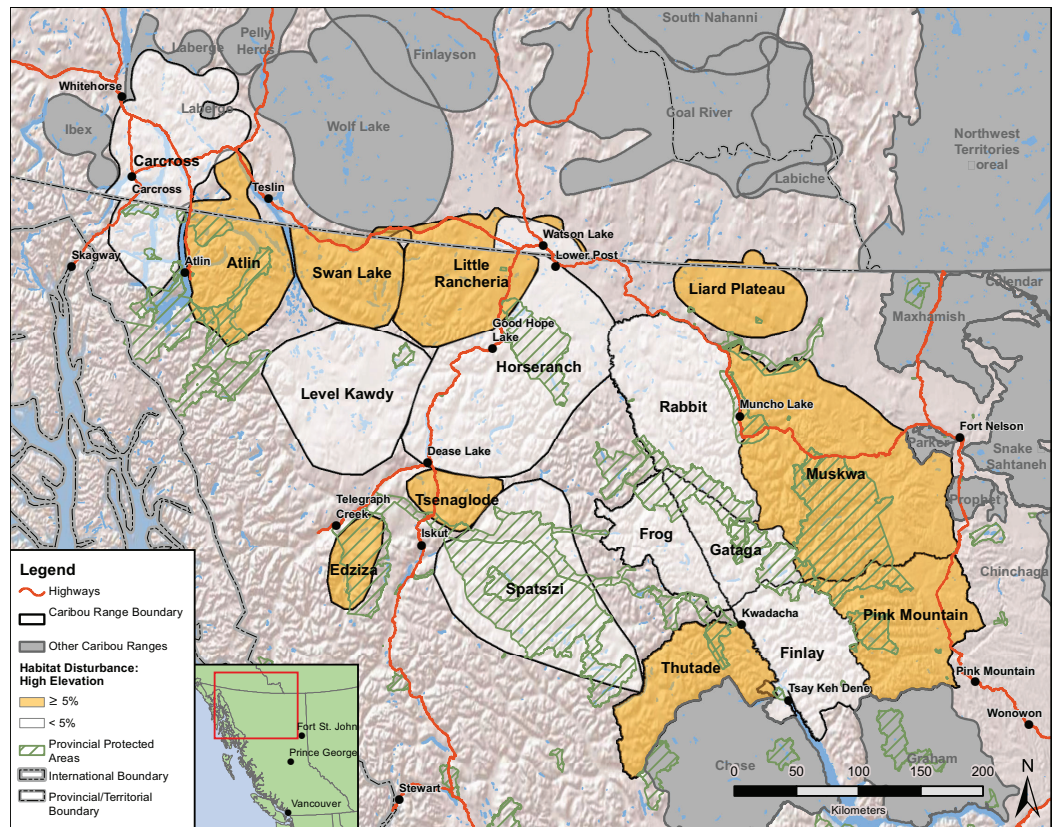 South Nahanni
Pelly
Herds
Laberge
Finlayson
Whitehorse
Laberge
Coal River
Ibex
Wolf Lake
Northwest
Territories
□oreal
Carcross
Labiche
Carcross
Teslin
Skagway
Atlin
Atlin
Swan Lake
Little
Rancheria
Watson Lake
Lower Post
Liard Plateau
Calendar
Maxhamish
Good Hope
Lake
Horseranch
Level Kawdy
Rabbit
Muncho Lake
Fort Nelson
Parker
Snake
Sahtaneh
Dease Lake
Muskwa
Prophet
Tsenaglode
Telegraph
Creek
Iskut
Frog
Gataga
Edziza
Spatsizi
Chinchaga
Kwadacha
Pink Mountain
Finlay
Thutade
Tsay Keh Dene
Pink Mountain
Wonowon
Chase
Graham
Stewart
Legend
Highways
Caribou Range Boundary
Other Caribou Ranges
Habitat Disturbance:
High Elevation
≥ 5%
< 5%
Provincial Protected
Areas
International Boundary
Provincial/Territorial
Boundary
Fort St. John
Prince George
Vancouver
0 50 100 150 200
Kilometers
N